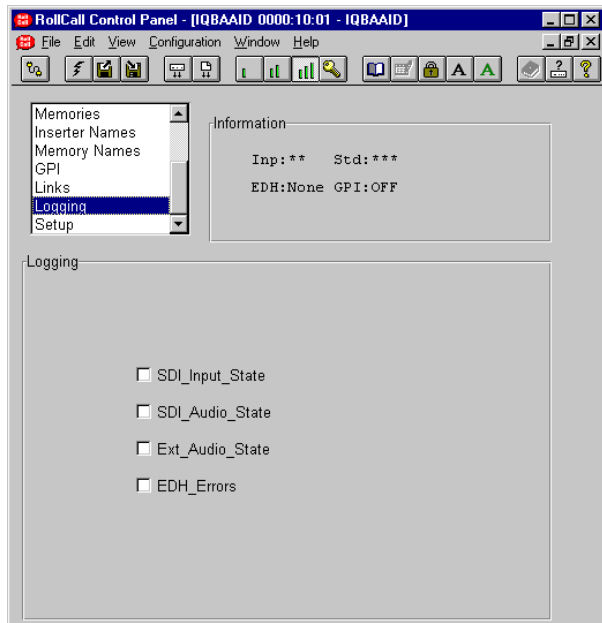 RollCall Control Panel - [IQBAAID 0000:10:01 - IQBAAID]
File Edit View Configuration Window Help
A A
Memories
Inserter Names
Memory Names
GPI
Links
Logging
Setup
Information
Inp:** Std:***
EDH:None GPI:OFF
Logging
SDI_Input_State
SDI_Audio_State
Ext_Audio_State
EDH_Errors